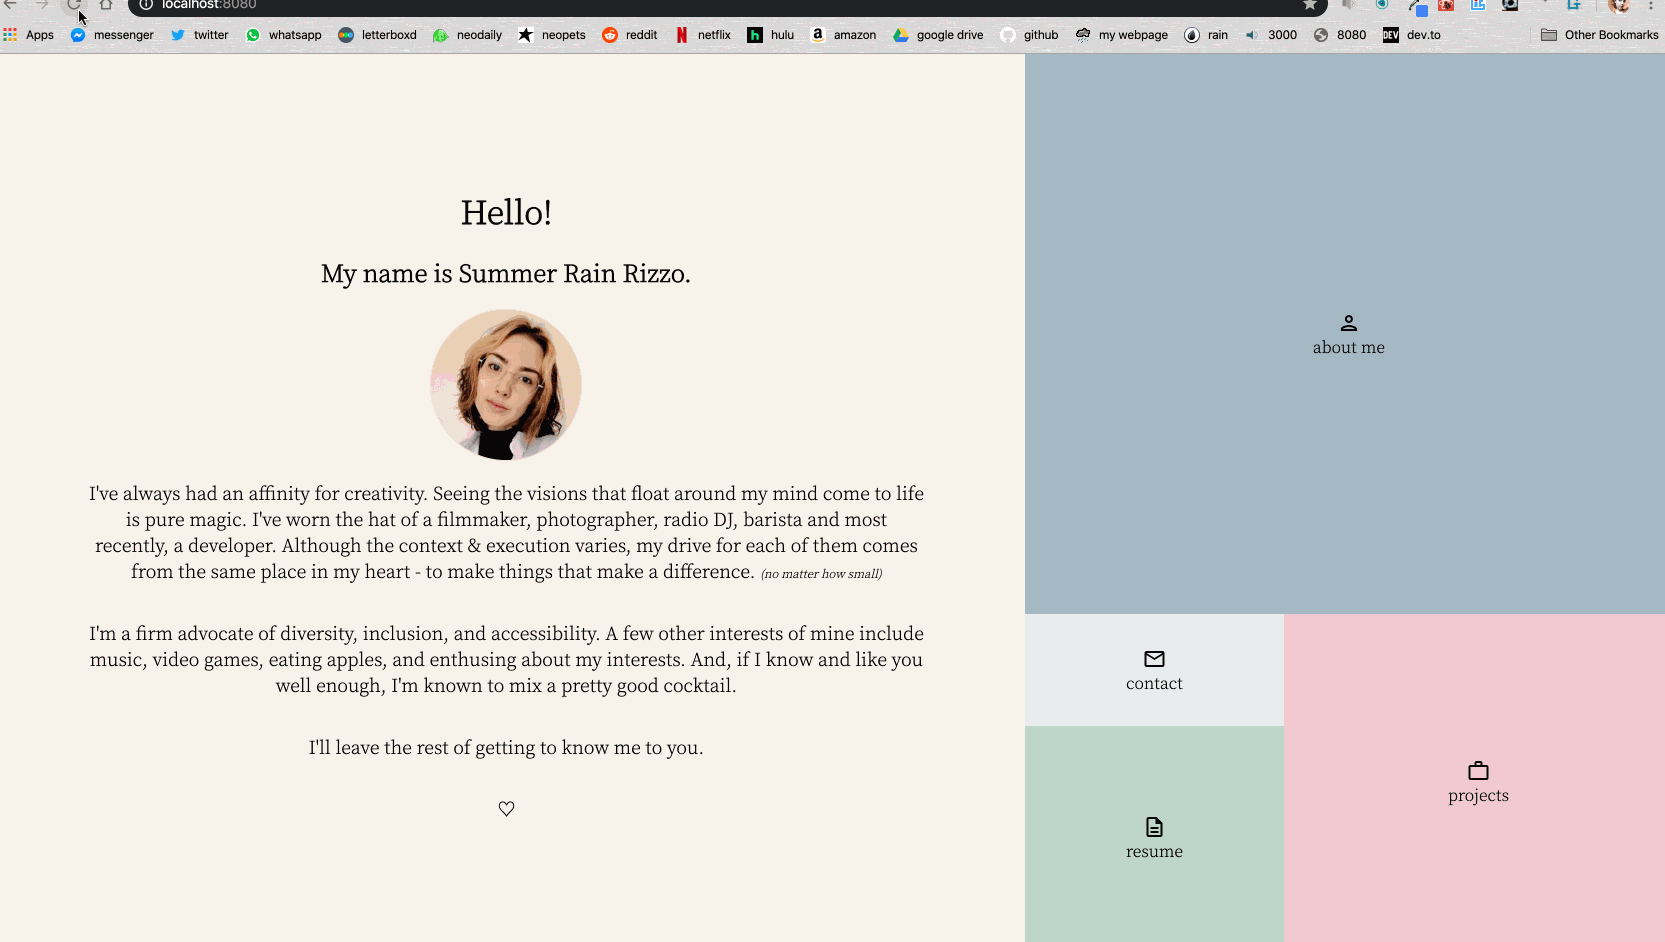 localhost:8080
Apps messenger twitter whatsapp letterboxd neodaily neopets reddit netflix hulu amazon google drive github my webpage rain 3000 8080 DEV dev.to Other Bookmarks
Hello!
My name is Summer Rain Rizzo.
I've always had an affinity for creativity. Seeing the visions that float around my mind come to life
is pure magic. I've worn the hat of a filmmaker, photographer, radio DJ, barista and most
recently, a developer. Although the context & execution varies, my drive for each of them comes
from the same place in my heart - to make things that make a difference. (no matter how small)
I'm a firm advocate of diversity, inclusion, and accessibility. A few other interests of mine include
music, video games, eating apples, and enthusing about my interests. And, if I know and like you
well enough, I'm known to mix a pretty good cocktail.
I'll leave the rest of getting to know me to you.
♡
about me
contact
projects
resume